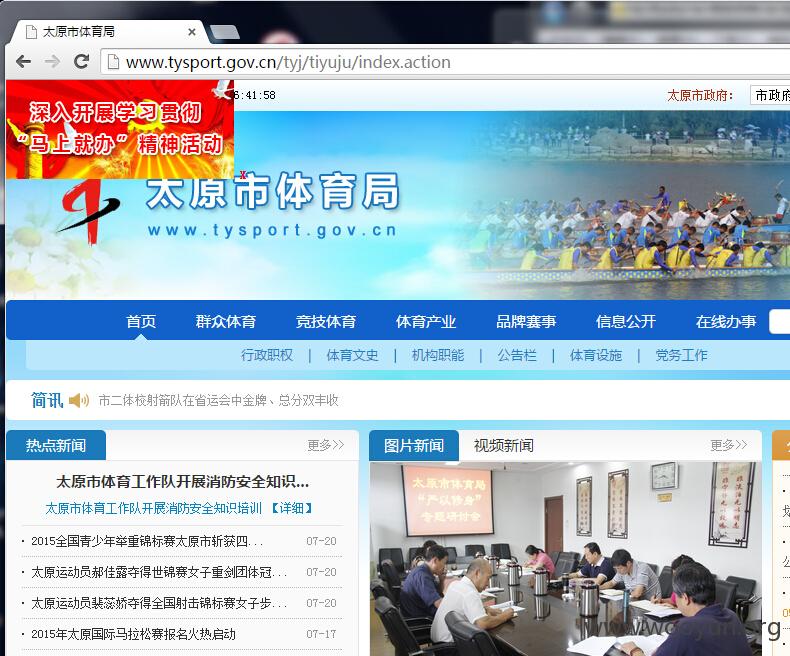 太原市体育局
www.tysport.gov.cn/tyj/tiyuju/index.action
6:41:58
太原市政府：
市政府
深入开展学习贯彻
“马上就办”精神活动
x
太原市体育局
www.tysport.gov.cn
首页 群众体育 竞技体育 体育产业 品牌赛事 信息公开 在线办事
行政职权 | 体育文史 | 机构职能 | 公告栏 | 体育设施 | 党务工作
简讯 市二体校射箭队在省运会中金牌、总分双丰收
热点新闻 更多>>
图片新闻 视频新闻 更多>>
太原市体育工作队开展消防安全知识...
太原市体育工作队开展消防安全知识培训 【详细】
2015全国青少年举重锦标赛太原市斩获四... 07-20
太原运动员郝佳露夺得世锦赛女子重剑团体冠... 07-20
太原运动员裴蕊娇夺得全国射击锦标赛女子步... 07-20
2015年太原国际马拉松赛报名火热启动 07-17
太原市体育局
“严以修身”
专题研讨会
www.wooyun.org